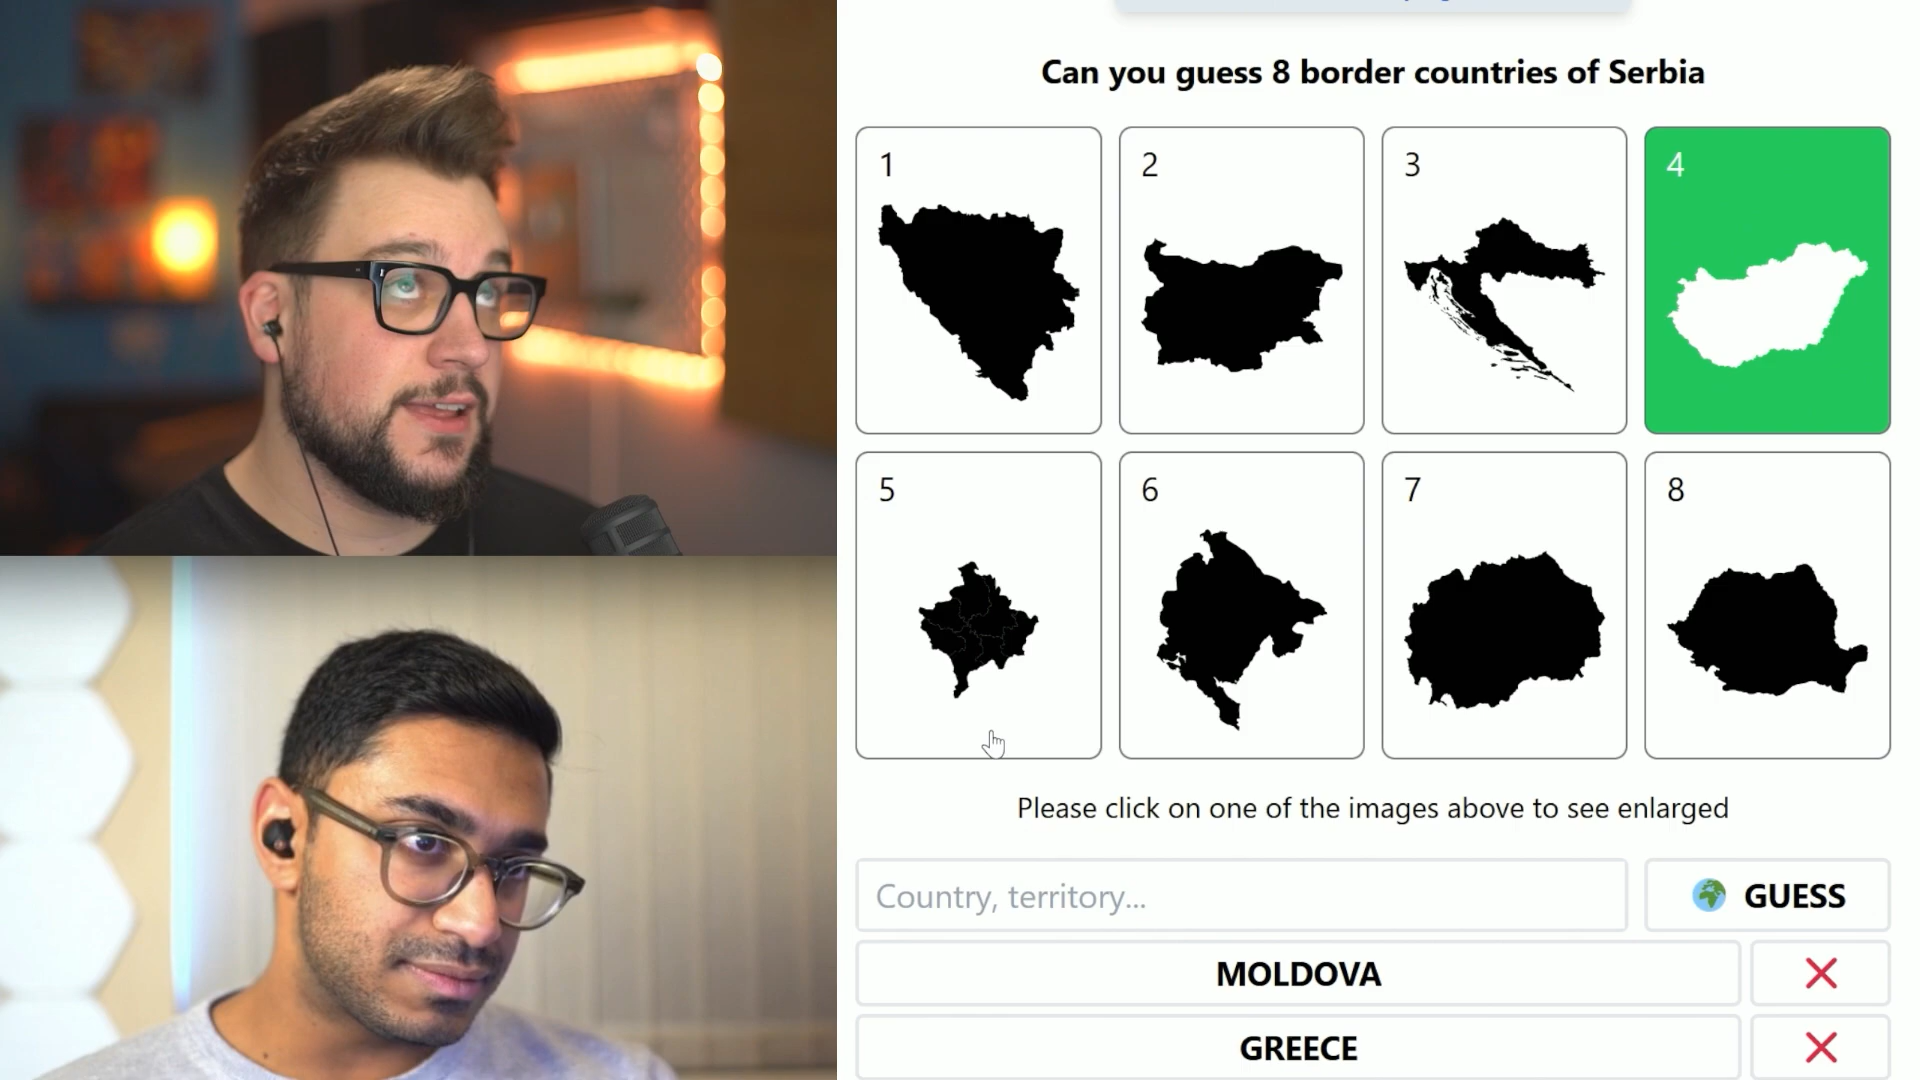 Can you guess 8 border countries of Serbia
1
2
3
4
5
6
7
8
Please click on one of the images above to see enlarged
Country, territory...
GUESS
MOLDOVA
GREECE